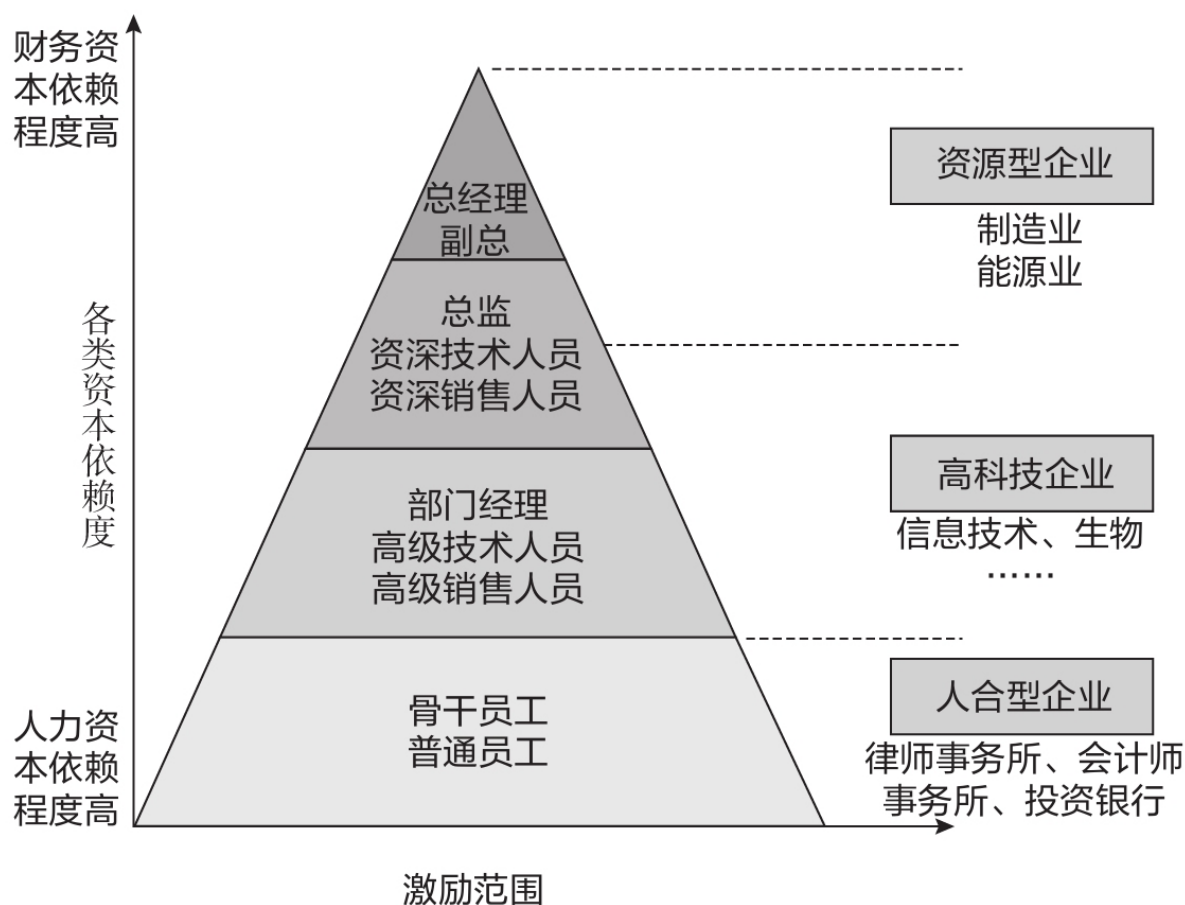 财务资
本依赖
程度高
各类资本依赖度
人力资
本依赖
程度高
总经理
副总
总监
资深技术人员
资深销售人员
部门经理
高级技术人员
高级销售人员
骨干员工
普通员工
资源型企业
制造业
能源业
高科技企业
信息技术、生物
……
人合型企业
律师事务所、会计师
事务所、投资银行
激励范围